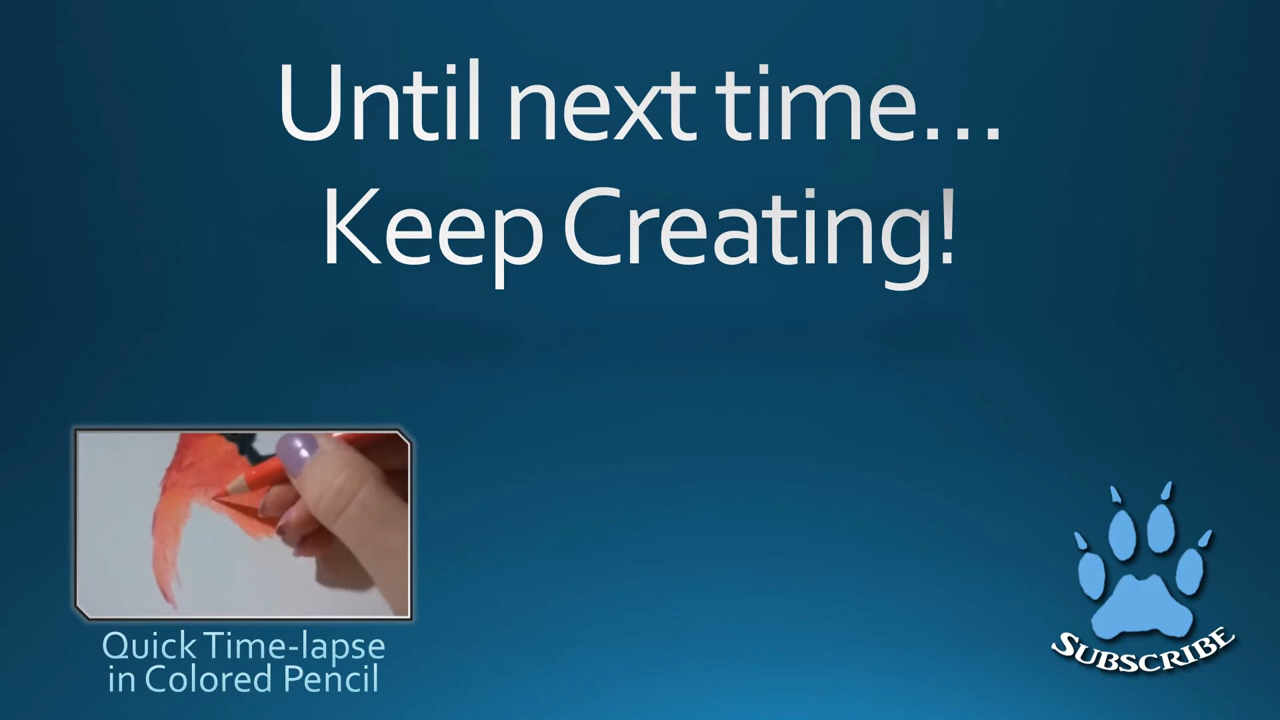 Until next time...
Keep Creating!
Quick Time-lapse
in Colored Pencil
SUBSCRIBE